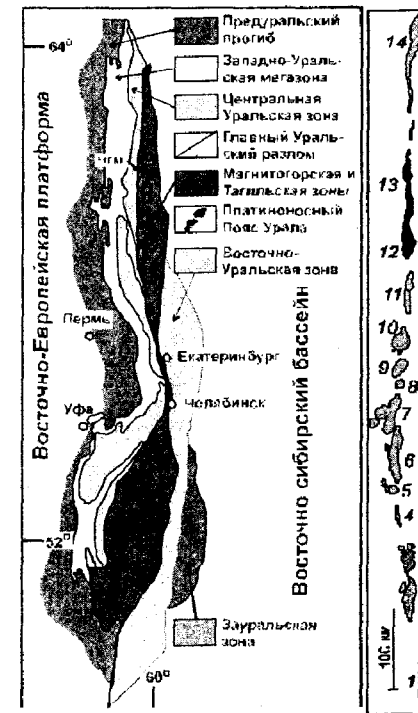 64°
Предуральский
прогиб
Западно-Ураль-
ская мегазона
Центральная
Уральская зона
Главный Ураль-
ский разлом
Магнитогорская и
Тагильская зоны
Платиноносный
Пояс Урала
Восточно-
Уральская зона
Восточно-Европейская платформа
Пермь
Екатеринбург
Уфа
Челябинск
Восточно сибирский бассейн
52°
Зауральская
зона
60°
14
13
12
11
10
9
8
7
6
5
4
100 км
1